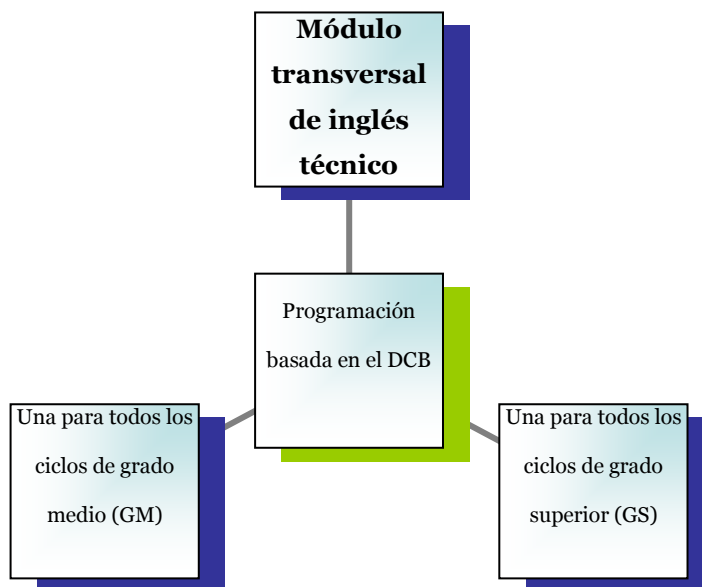 Módulo
transversal
de inglés
técnico
Programación
basada en el DCB
Una para todos los
ciclos de grado
medio (GM)
Una para todos los
ciclos de grado
superior (GS)